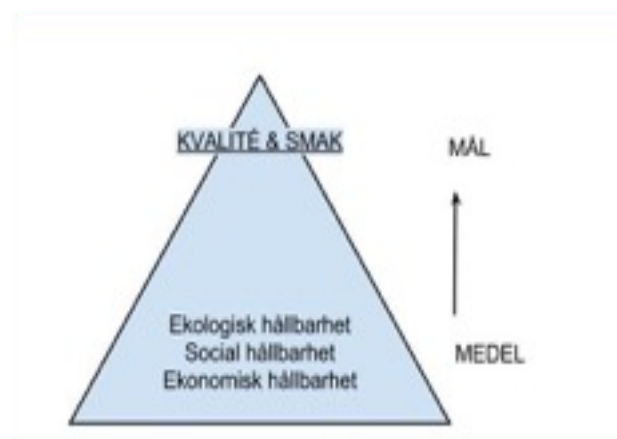 KVALITÉ & SMAK
MÅL
Ekologisk hållbarhet
Social hållbarhet
Ekonomisk hållbarhet
MEDEL